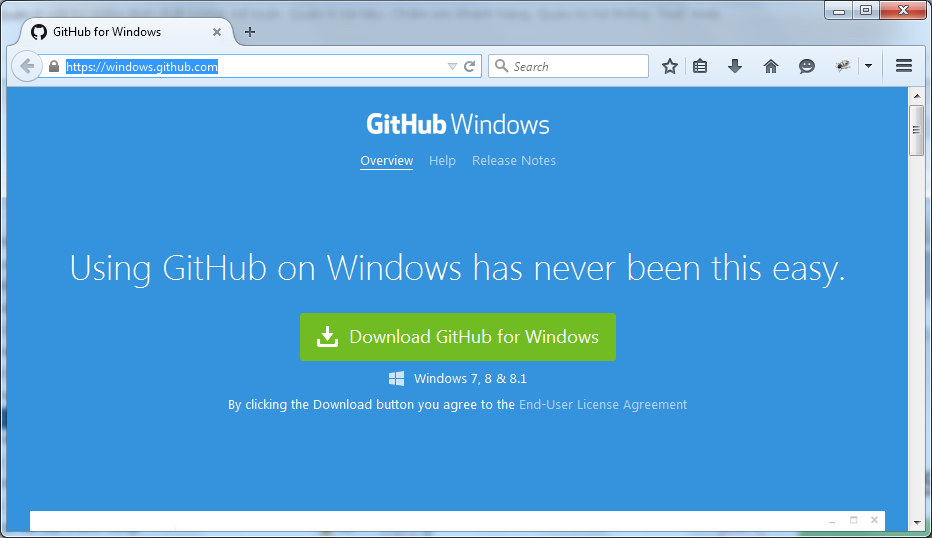 GitHub for Windows
https://windows.github.com
Search
GitHub Windows
Overview Help Release Notes
Using GitHub on Windows has never been this easy.
Download GitHub for Windows
Windows 7, 8 & 8.1
By clicking the Download button you agree to the End-User License Agreement